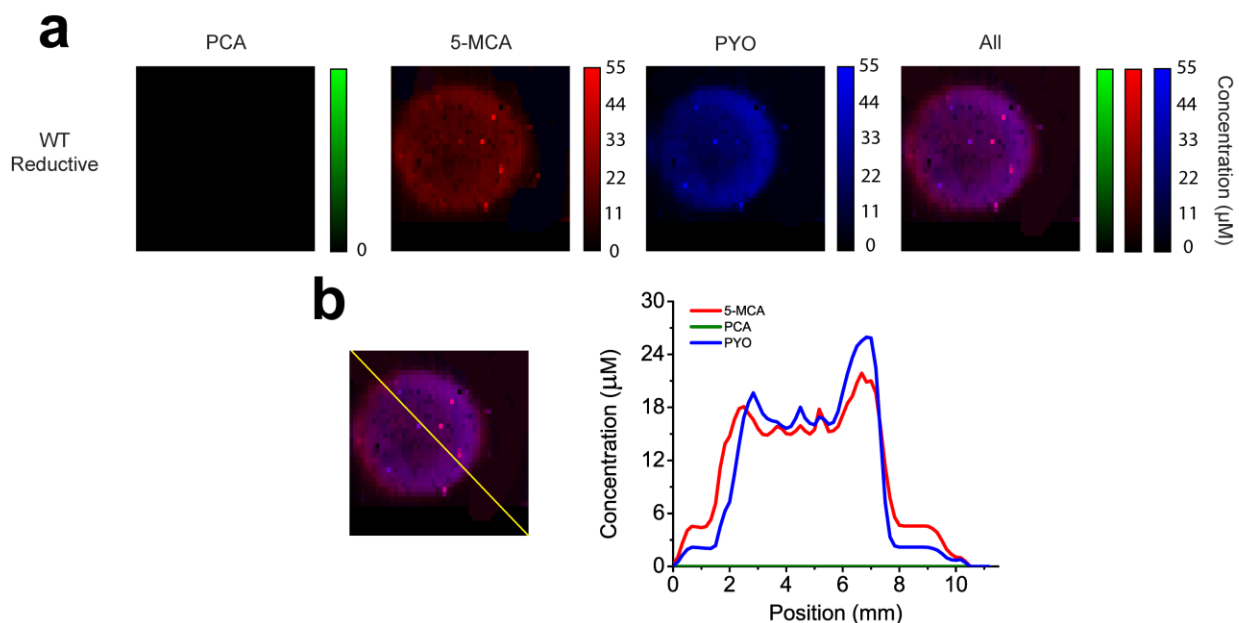 a
PCA
5-MCA
PYO
All
WT
Reductive
0
55
44
33
22
11
0
55
44
33
22
11
0
55
44
33
22
11
0
Concentration (µM)
b
30
24
18
12
6
0
5-MCA
PCA
PYO
Concentration (µM)
0 2 4 6 8 10
Position (mm)